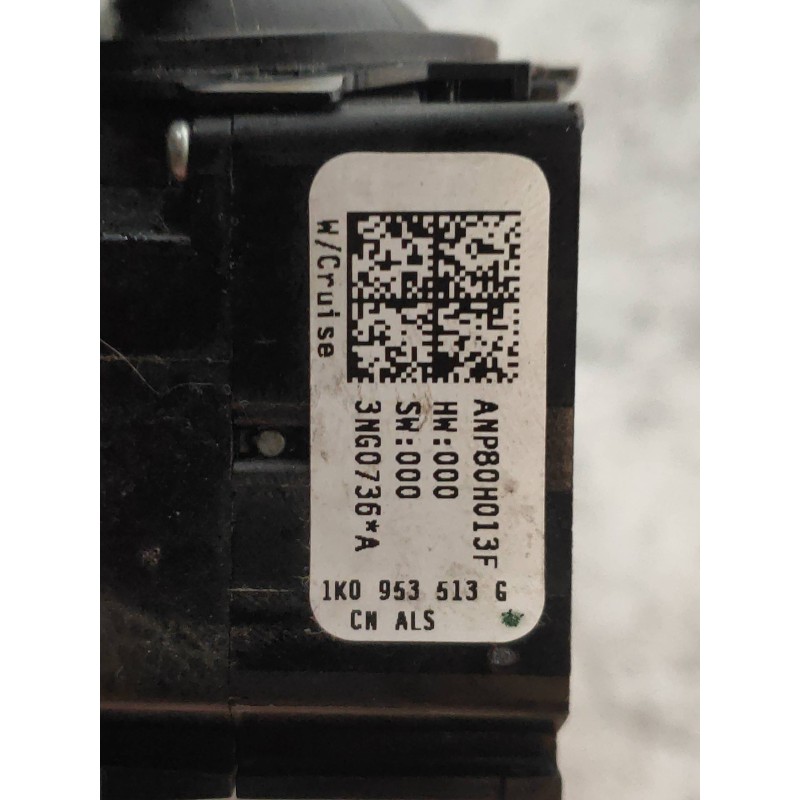 W/Cruise
ANP80H013F
HW:000
SW:000
3NG0736*A
1K0 953 513 G
CN ALS